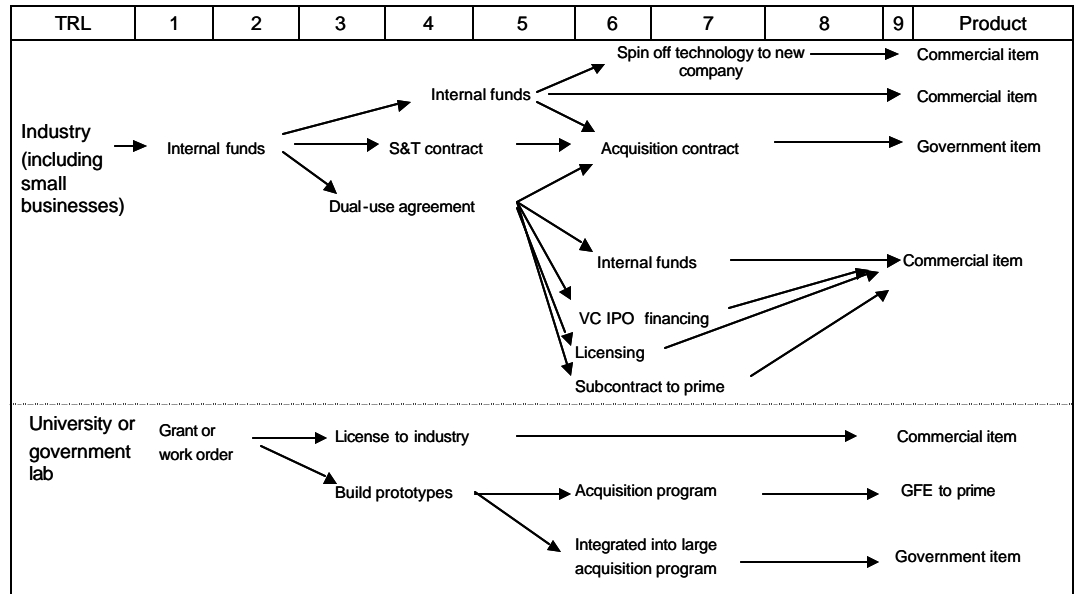 TRL 1 2 3 4 5 6 7 8 9 Product
Spin off technology to new
company
Commercial item
Internal funds
Commercial item
Industry
(including
small
businesses)
Internal funds
S&T contract
Acquisition contract
Government item
Dual-use agreement
Internal funds
Commercial item
VC IPO financing
Licensing
Subcontract to prime
University or
government
lab
Grant or
work order
License to industry
Commercial item
Build prototypes
Acquisition program
GFE to prime
Integrated into large
acquisition program
Government item